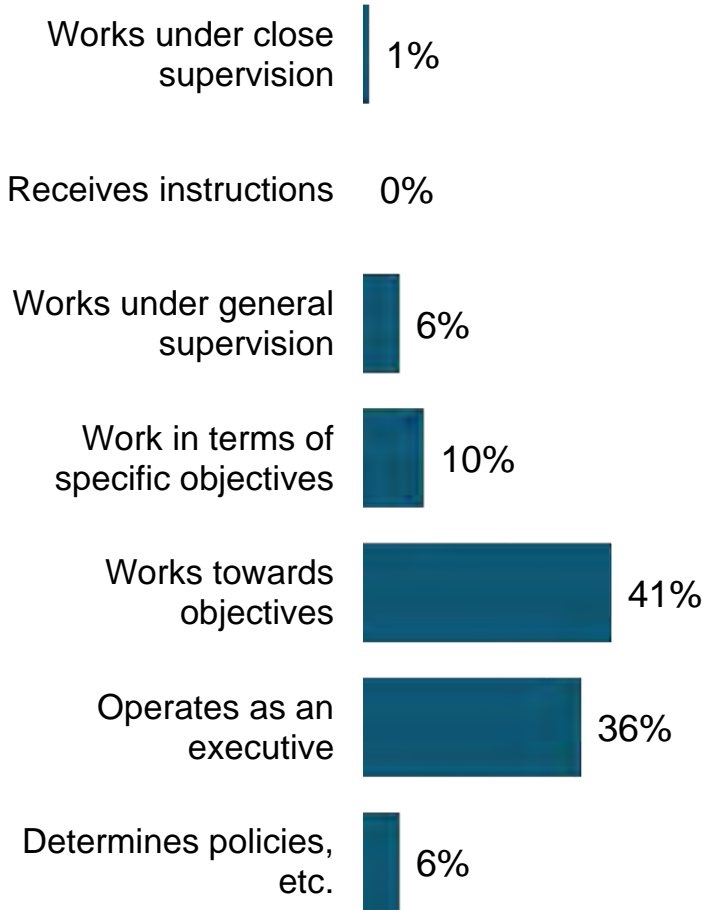 Works under close
supervision
1%
Receives instructions
0%
Works under general
supervision
6%
Work in terms of
specific objectives
10%
Works towards
objectives
41%
Operates as an
executive
36%
Determines policies,
etc.
6%